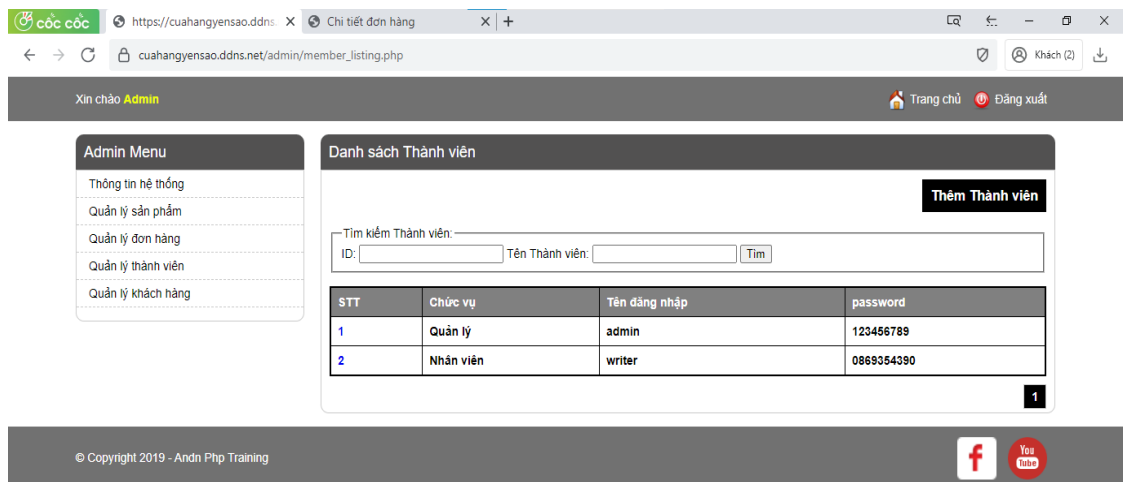 cốc cốc https://cuahangyensao.ddns. Chi tiết đơn hàng
cuahangyensao.ddns.net/admin/member_listing.php Khách (2)
Xin chào Admin Trang chủ Đăng xuất
Admin Menu
Thông tin hệ thống
Quản lý sản phẩm
Quản lý đơn hàng
Quản lý thành viên
Quản lý khách hàng
Danh sách Thành viên
Thêm Thành viên
Tìm kiếm Thành viên:
ID: Tên Thành viên: Tìm
STT Chức vụ Tên đăng nhập password
1 Quản lý admin 123456789
2 Nhân viên writer 0869354390
1
© Copyright 2019 - Andn Php Training
f You Tube